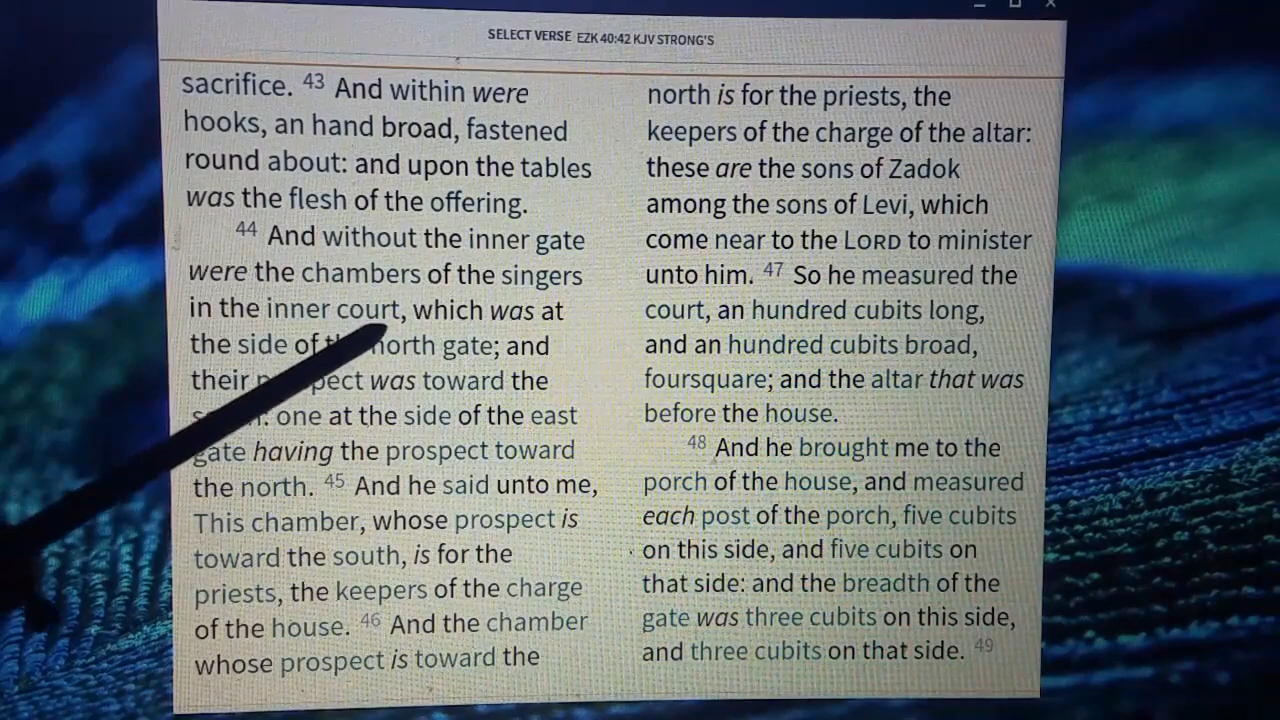 SELECT VERSE EZK 40:42 KJV STRONG'S
sacrifice. 43 And within were
hooks, an hand broad, fastened
round about: and upon the tables
was the flesh of the offering.
44 And without the inner gate
were the chambers of the singers
in the inner court, which was at
the side of north gate; and
their was toward the
one at the side of the east
gate having the prospect toward
the north. 45 And he said unto me,
This chamber, whose prospect is
toward the south, is for the
priests, the keepers of the charge
of the house. 46 And the chamber
whose prospect is toward the
north is for the priests, the
keepers of the charge of the altar:
these are the sons of Zadok
among the sons of Levi, which
come near to the LORD to minister
unto him. 47 So he measured the
court, an hundred cubits long,
and an hundred cubits broad,
foursquare; and the altar that was
before the house.
48 And he brought me to the
porch of the house, and measured
each post of the porch, five cubits
on this side, and five cubits on
that side: and the breadth of the
gate was three cubits on this side,
and three cubits on that side. 49